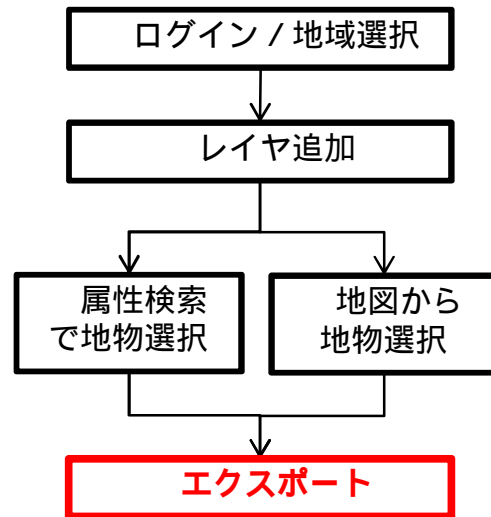 ログイン / 地域選択
レイヤ追加
属性検索
で地物選択
地図から
地物選択
エクスポート